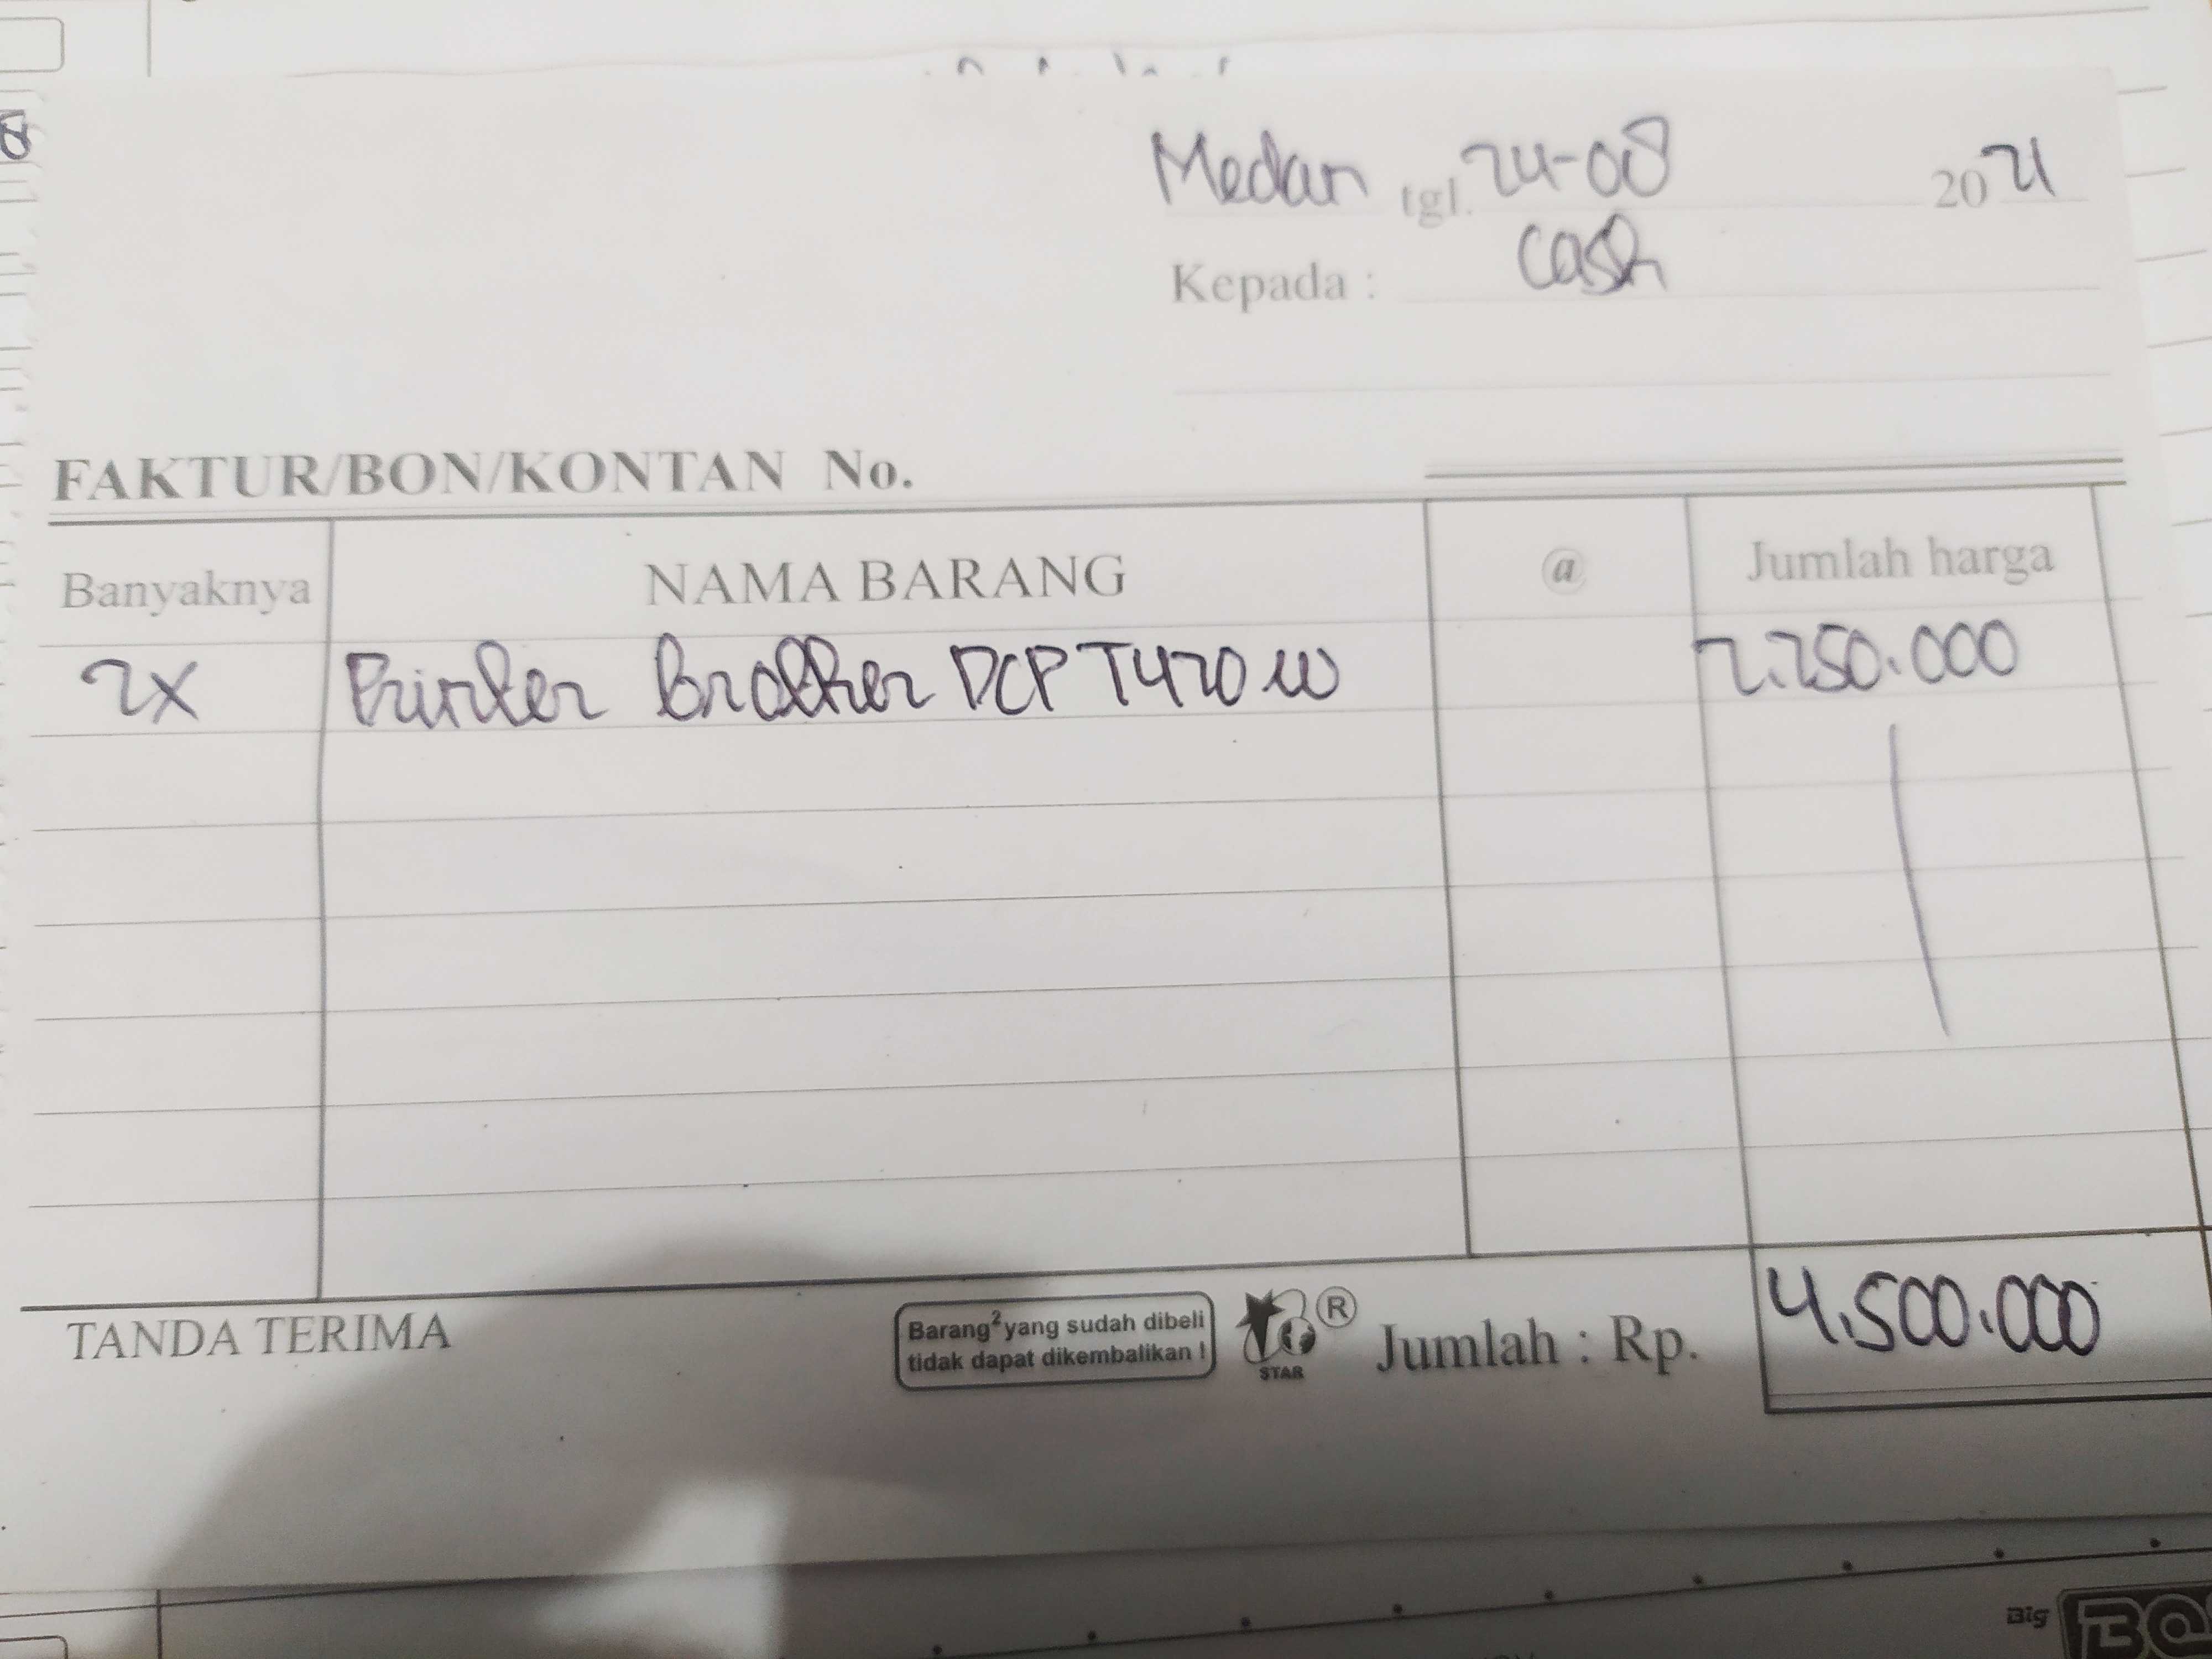 Medan tgl. 24-08 2021
Kepada : Cash
FAKTUR/BON/KONTAN No.
Banyaknya NAMA BARANG @ Jumlah harga
2X Printer Brother DCP T420 W 2.250.000
TANDA TERIMA
Barang² yang sudah dibeli
tidak dapat dikembalikan !
STAR ®
Jumlah : Rp. 4.500.000
Big